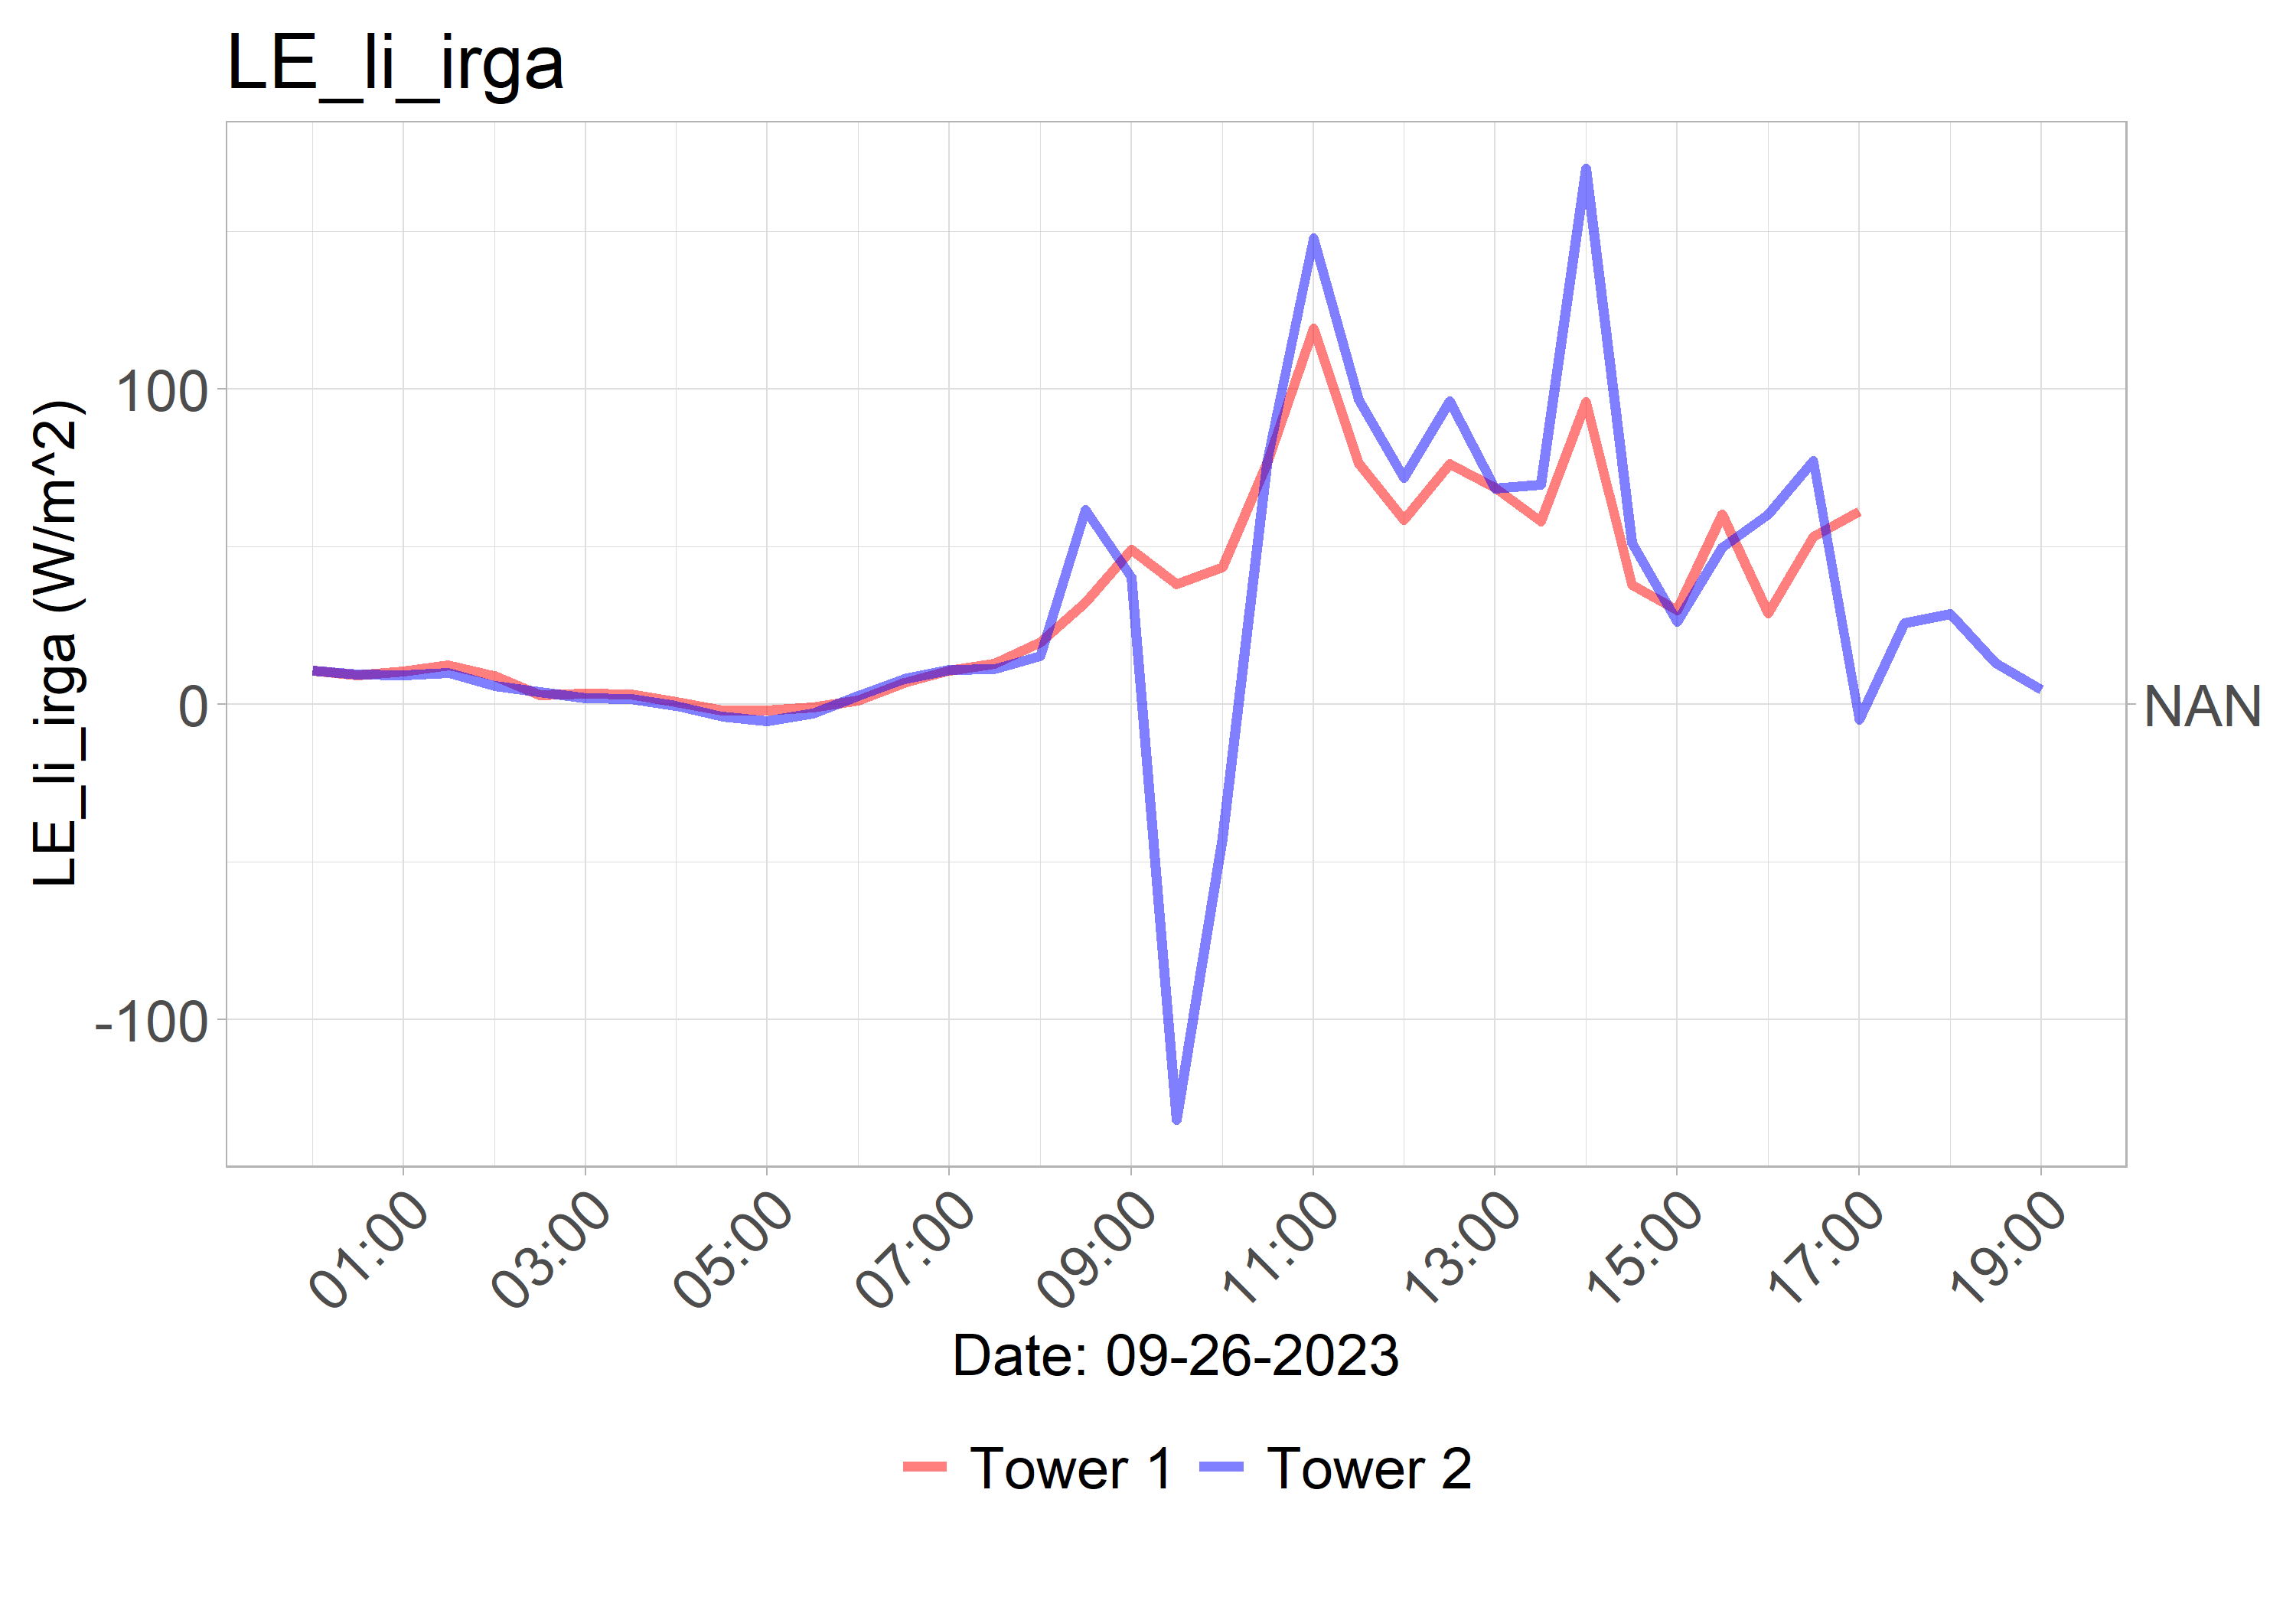 LE_li_irga
LE_li_irga (W/m^2)
100
0
-100
NAN
01:00
03:00
05:00
07:00
09:00
11:00
13:00
15:00
17:00
19:00
Date: 09-26-2023
Tower 1
Tower 2